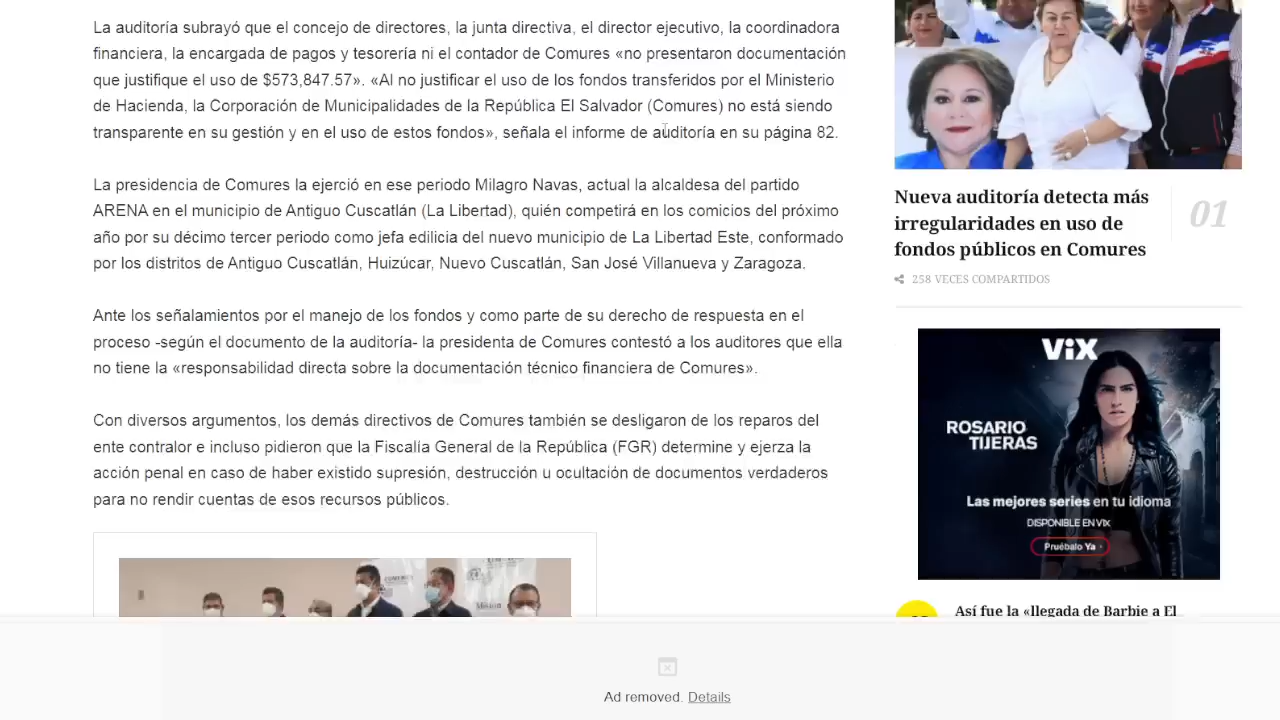 La auditoría subrayó que el concejo de directores, la junta directiva, el director ejecutivo, la coordinadora
financiera, la encargada de pagos y tesorería ni el contador de Comures «no presentaron documentación
que justifique el uso de $573,847.57». «Al no justificar el uso de los fondos transferidos por el Ministerio
de Hacienda, la Corporación de Municipalidades de la República El Salvador (Comures) no está siendo
transparente en su gestión y en el uso de estos fondos», señala el informe de auditoría en su página 82.
La presidencia de Comures la ejerció en ese periodo Milagro Navas, actual la alcaldesa del partido
ARENA en el municipio de Antiguo Cuscatlán (La Libertad), quién competirá en los comicios del próximo
año por su décimo tercer periodo como jefa edilicia del nuevo municipio de La Libertad Este, conformado
por los distritos de Antiguo Cuscatlán, Huizúcar, Nuevo Cuscatlán, San José Villanueva y Zaragoza.
Ante los señalamientos por el manejo de los fondos y como parte de su derecho de respuesta en el
proceso -según el documento de la auditoría- la presidenta de Comures contestó a los auditores que ella
no tiene la «responsabilidad directa sobre la documentación técnico financiera de Comures».
Con diversos argumentos, los demás directivos de Comures también se desligaron de los reparos del
ente contralor e incluso pidieron que la Fiscalía General de la República (FGR) determine y ejerza la
acción penal en caso de haber existido supresión, destrucción u ocultación de documentos verdaderos
para no rendir cuentas de esos recursos públicos.
Nueva auditoría detecta más
irregularidades en uso de
fondos públicos en Comures
01
258 VECES COMPARTIDOS
ViX
ROSARIO
TIJERAS
Las mejores series en tu idioma
DISPONIBLE EN VIX
Pruébalo Ya
Así fue la «llegada de Barbie a El
Ad removed. Details